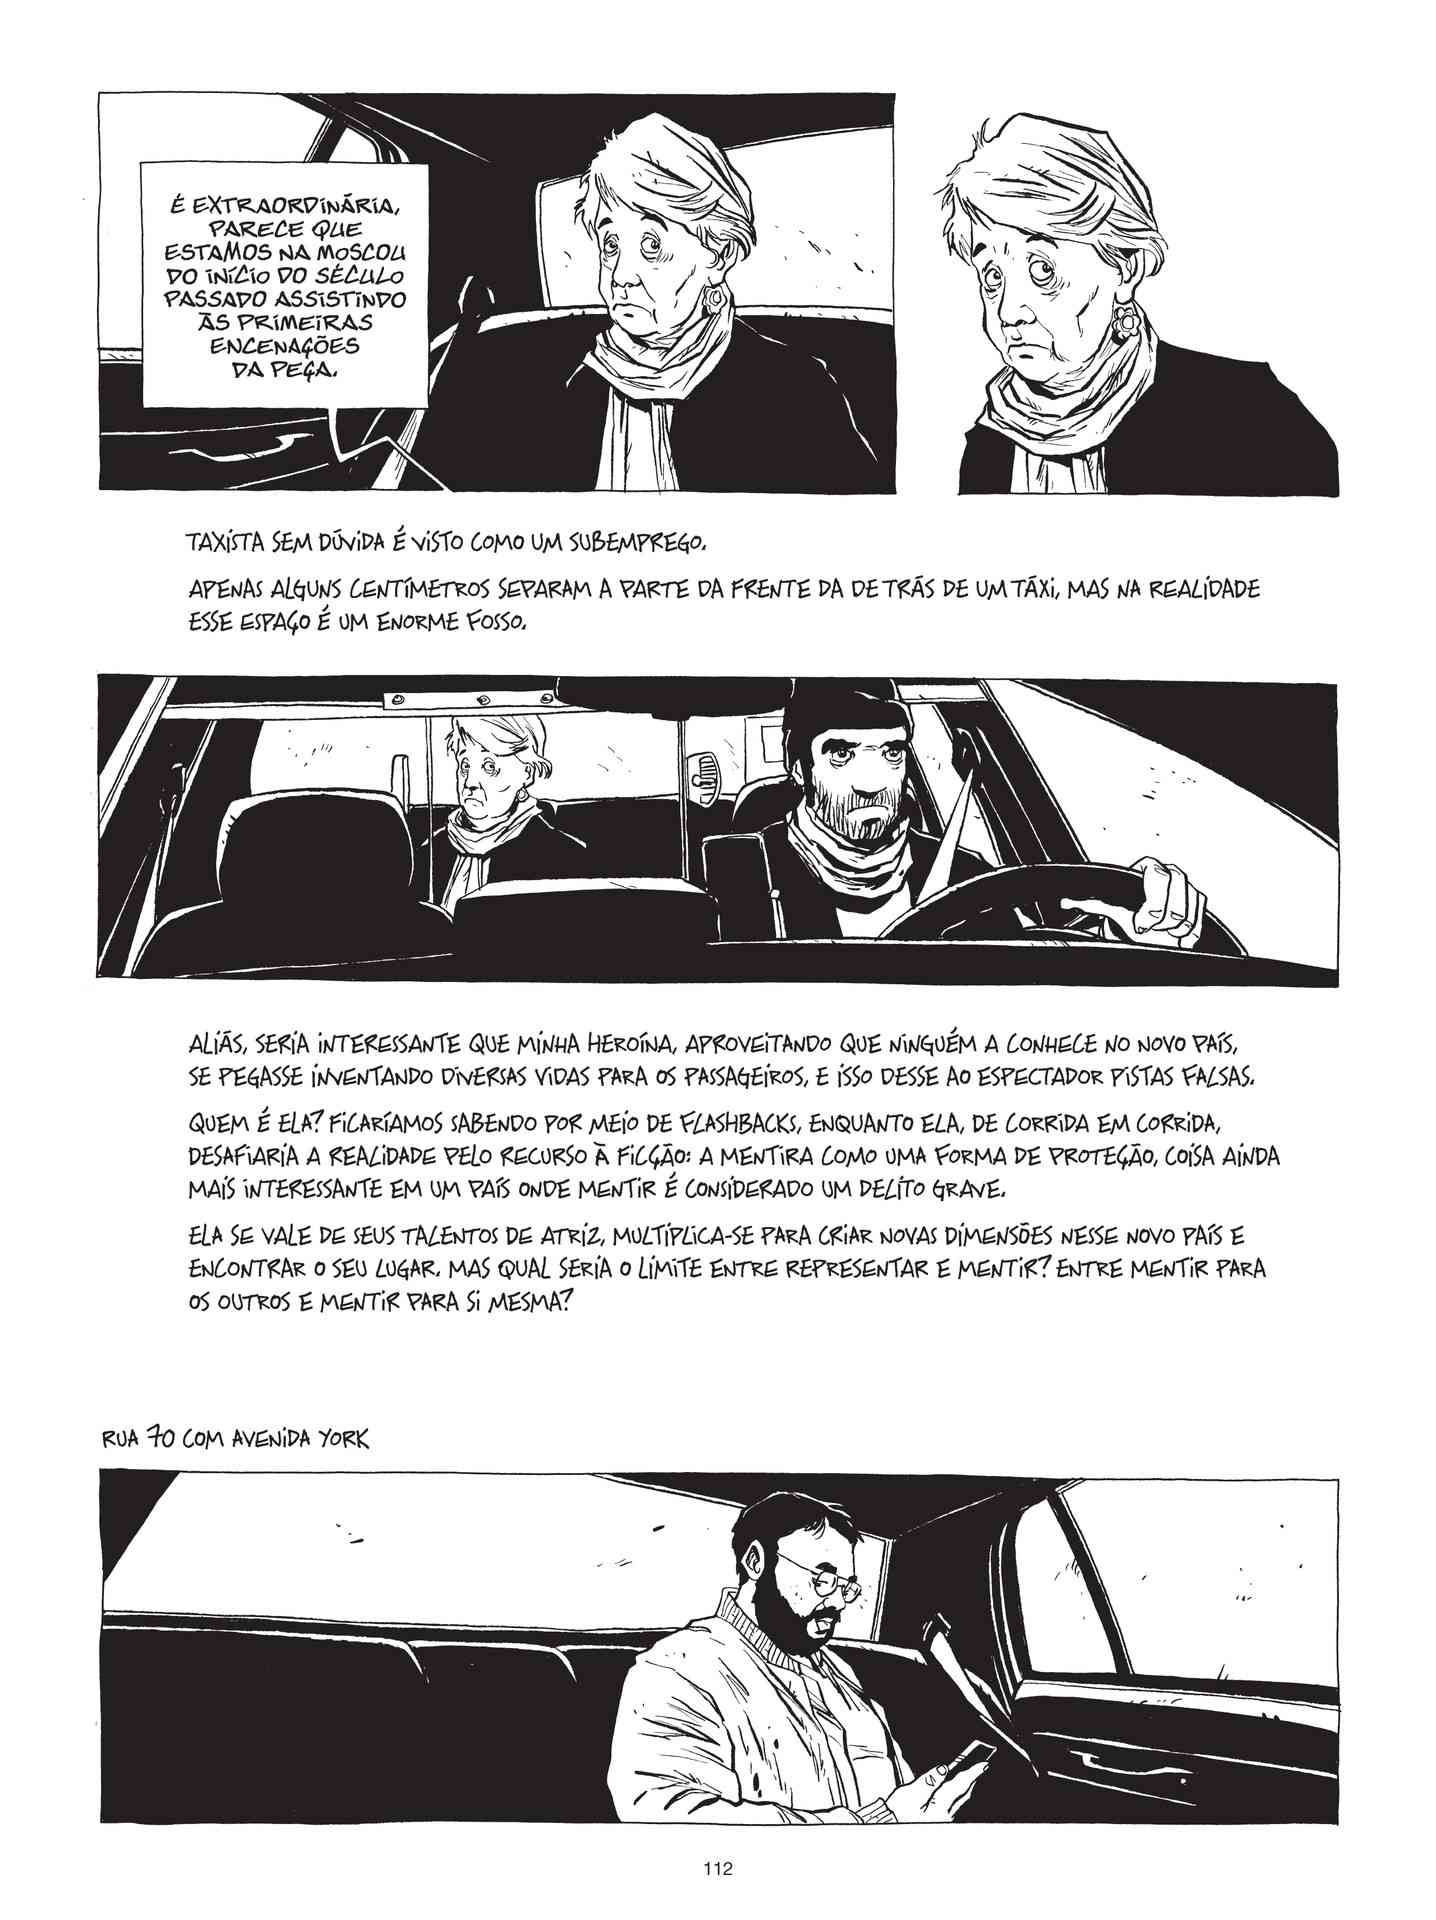 É EXTRAORDINÁRIA,
PARECE QUE
ESTAMOS NA MOSCOU
DO INÍCIO DO SÉCULO
PASSADO ASSISTINDO
ÀS PRIMEIRAS
ENCENAÇÕES
DA PEÇA.
TAXISTA SEM DÚVIDA É VISTO COMO UM SUBEMPREGO.
APENAS ALGUNS CENTÍMETROS SEPARAM A PARTE DA FRENTE DA DE TRÁS DE UM TÁXI, MAS NA REALIDADE
ESSE ESPAÇO É UM ENORME FOSSO.
ALIÁS, SERIA INTERESSANTE QUE MINHA HEROÍNA, APROVEITANDO QUE NINGUÉM A CONHECE NO NOVO PAÍS,
SE PEGASSE INVENTANDO DIVERSAS VIDAS PARA OS PASSAGEIROS, E ISSO DESSE AO ESPECTADOR PISTAS FALSAS.
QUEM É ELA? FICARÍAMOS SABENDO POR MEIO DE FLASHBACKS, ENQUANTO ELA, DE CORRIDA EM CORRIDA,
DESAFIARIA A REALIDADE PELO RECURSO À FICÇÃO: A MENTIRA COMO UMA FORMA DE PROTEÇÃO, COISA AINDA
MAIS INTERESSANTE EM UM PAÍS ONDE MENTIR É CONSIDERADO UM DELITO GRAVE.
ELA SE VALE DE SEUS TALENTOS DE ATRIZ, MULTIPLICA-SE PARA CRIAR NOVAS DIMENSÕES NESSE NOVO PAÍS E
ENCONTRAR O SEU LUGAR. MAS QUAL SERIA O LIMITE ENTRE REPRESENTAR E MENTIR? ENTRE MENTIR PARA
OS OUTROS E MENTIR PARA SI MESMA?
RUA 70 COM AVENIDA YORK
112